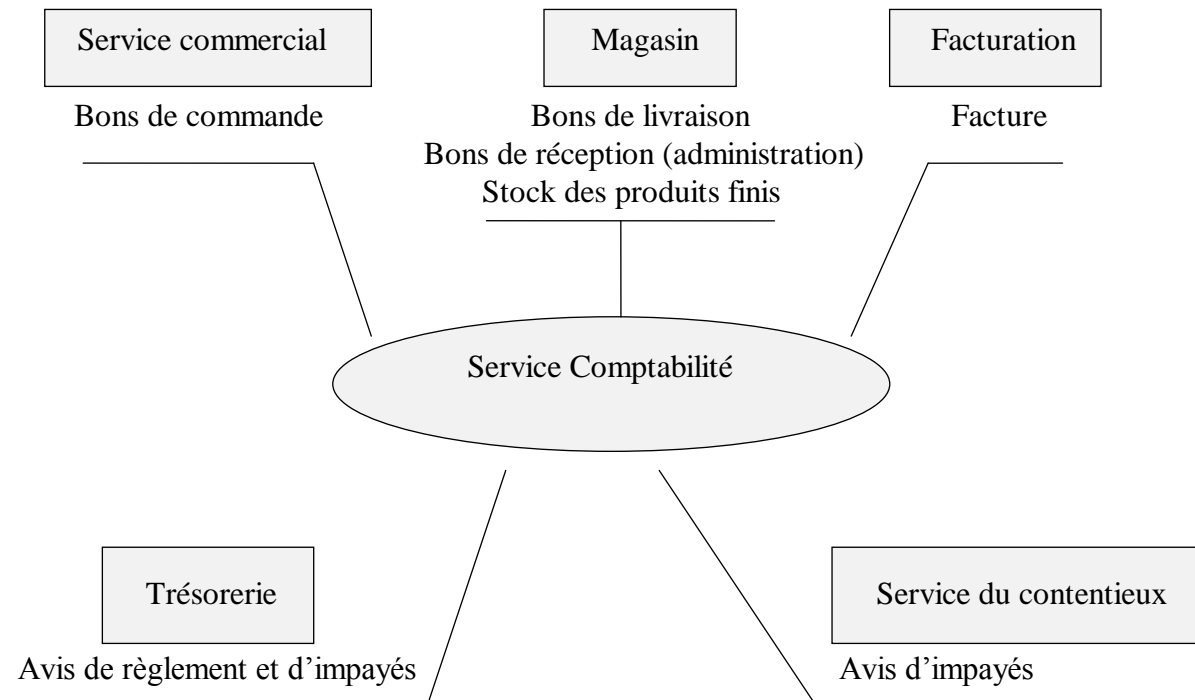 Service commercial
Magasin
Facturation
Bons de commande
Bons de livraison
Facture
Bons de réception (administration)
Stock des produits finis
Service Comptabilité
Trésorerie
Service du contentieux
Avis de règlement et d’impayés
Avis d’impayés